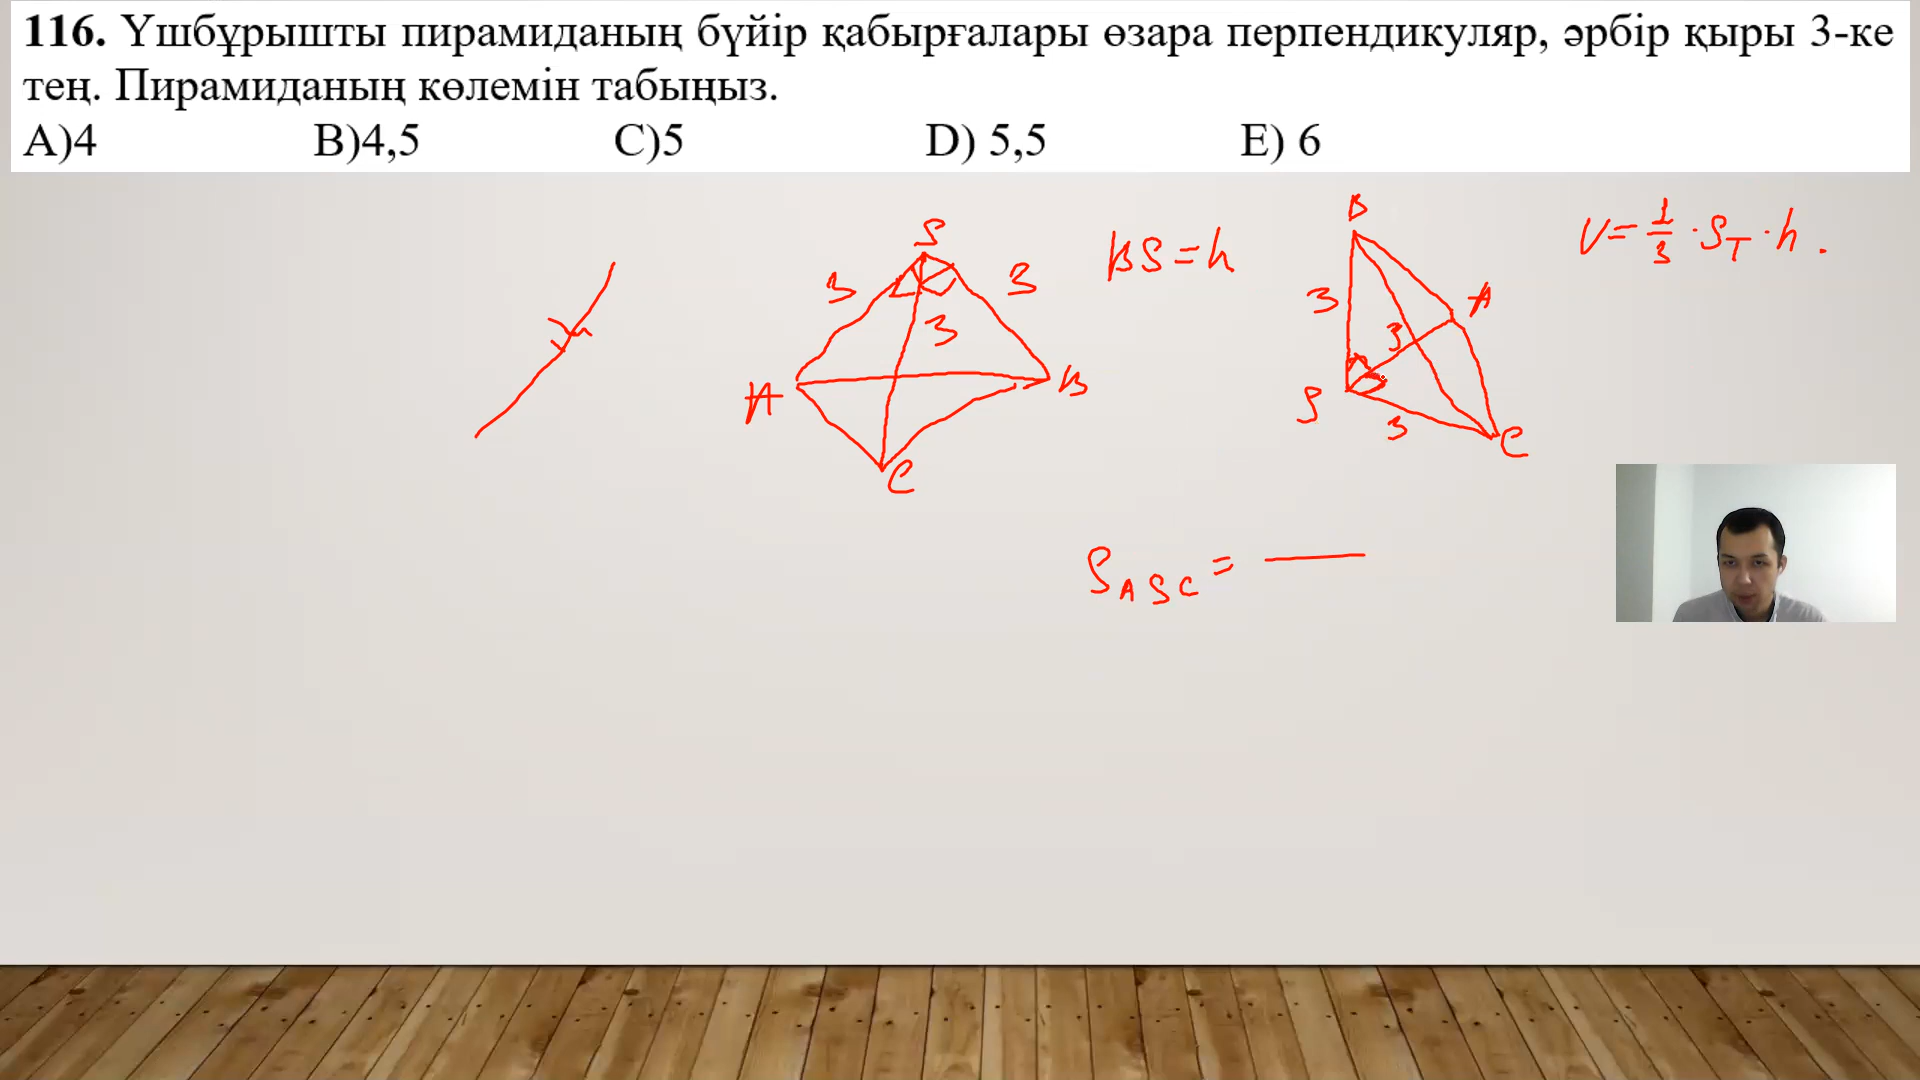 116. Үшбұрышты пирамиданың бүйір қабырғалары өзара перпендикуляр, әрбір қыры 3-ке
тең. Пирамиданың көлемін табыңыз.
A)4 B)4,5 C)5 D) 5,5 E) 6
S
3 3
3
A B
C
BS = h
B
3 3 A
S 3 C
V = 1/3 · S_T · h .
S_ASC = —